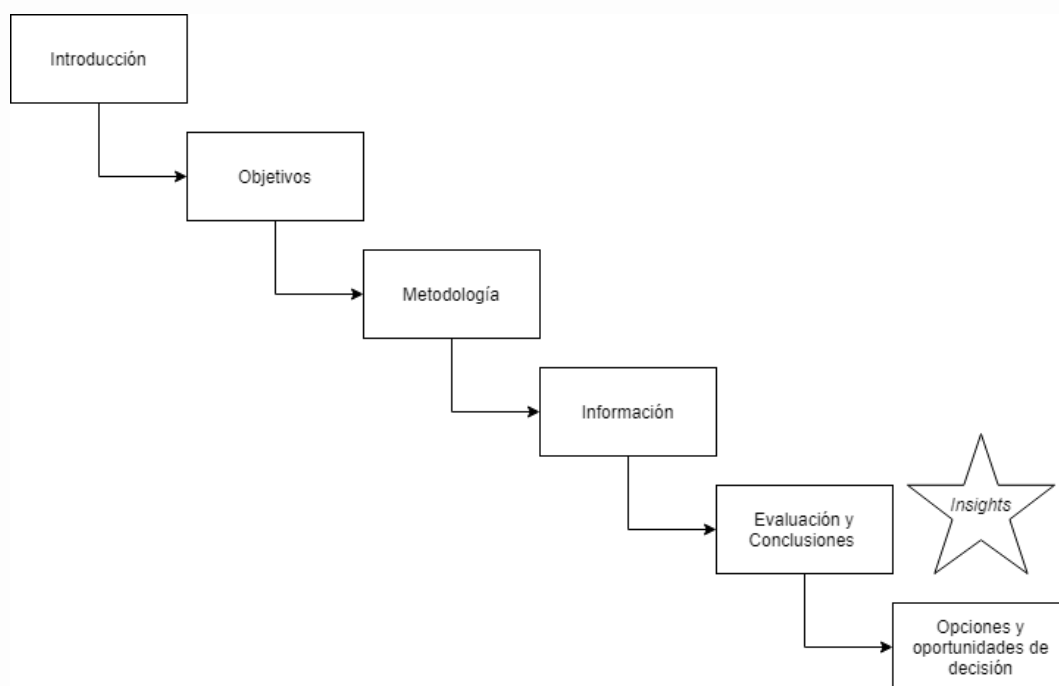 Introducción
Objetivos
Metodología
Información
Evaluación y
Conclusiones
Insights
Opciones y
oportunidades de
decisión